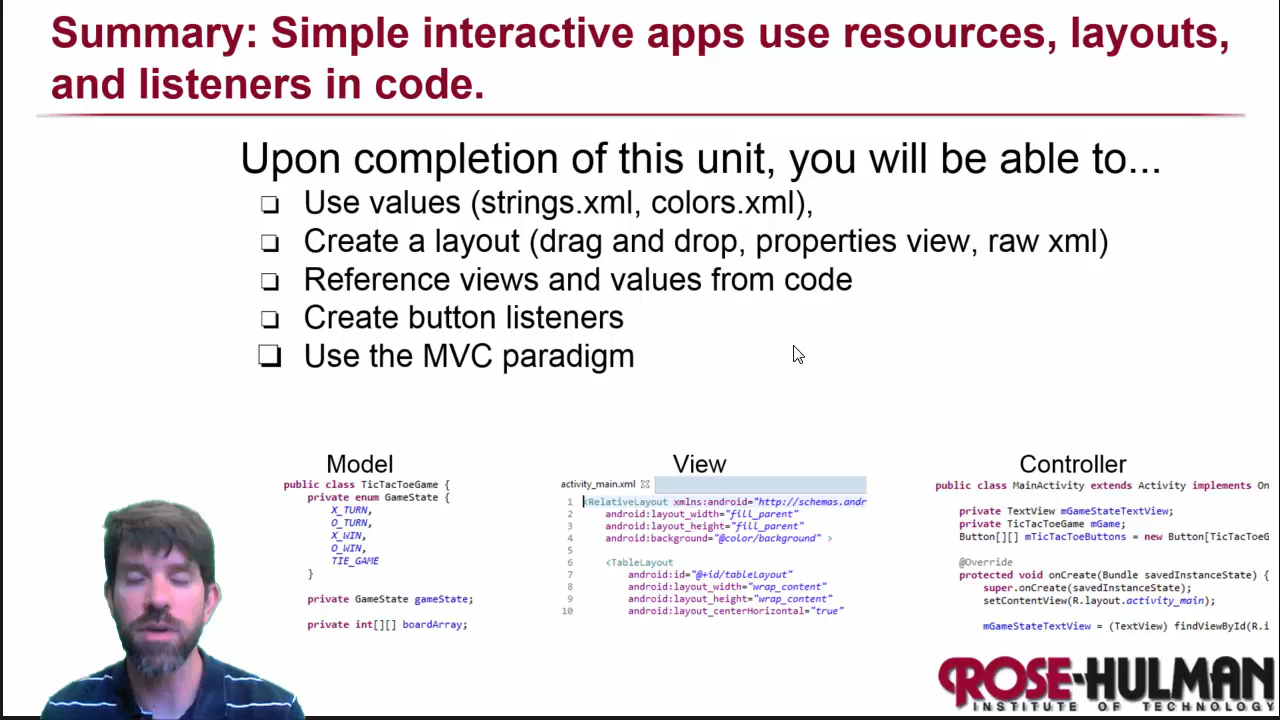 Summary: Simple interactive apps use resources, layouts,
and listeners in code.
Upon completion of this unit, you will be able to...
❏ Use values (strings.xml, colors.xml),
❏ Create a layout (drag and drop, properties view, raw xml)
❏ Reference views and values from code
❏ Create button listeners
❏ Use the MVC paradigm
Model
public class TicTacToeGame {
private enum GameState {
X_TURN,
O_TURN,
X_WIN,
O_WIN,
TIE_GAME
}
private GameState gameState;
private int[][] boardArray;
View
activity_main.xml
1 <RelativeLayout xmlns:android="http://schemas.andr
2 android:layout_width="fill_parent"
3 android:layout_height="fill_parent"
4 android:background="@color/background" >
5
6 <TableLayout
7 android:id="@+id/tableLayout"
8 android:layout_width="wrap_content"
9 android:layout_height="wrap_content"
10 android:layout_centerHorizontal="true"
Controller
public class MainActivity extends Activity implements On
private TextView mGameStateTextView;
private TicTacToeGame mGame;
Button[][] mTicTacToeButtons = new Button[TicTacToeG
@Override
protected void onCreate(Bundle savedInstanceState) {
super.onCreate(savedInstanceState);
setContentView(R.layout.activity_main);
mGameStateTextView = (TextView) findViewById(R.i
ROSE-HULMAN
INSTITUTE OF TECHNOLOGY